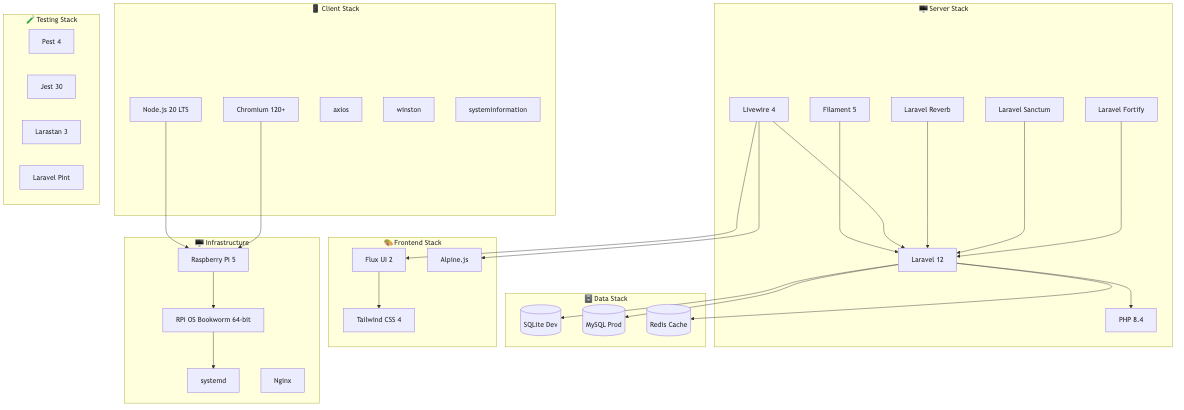 🧪 Testing Stack
Pest 4
Jest 30
Larastan 3
Laravel Pint
📱 Client Stack
Node.js 20 LTS
Chromium 120+
axios
winston
systeminformation
🖥️ Server Stack
Livewire 4
Filament 5
Laravel Reverb
Laravel Sanctum
Laravel Fortify
Laravel 12
PHP 8.4
🖥️ Infrastructure
Raspberry Pi 5
RPI OS Bookworm 64-bit
systemd
Nginx
🎨 Frontend Stack
Flux UI 2
Alpine.js
Tailwind CSS 4
🗄️ Data Stack
SQLite Dev
MySQL Prod
Redis Cache